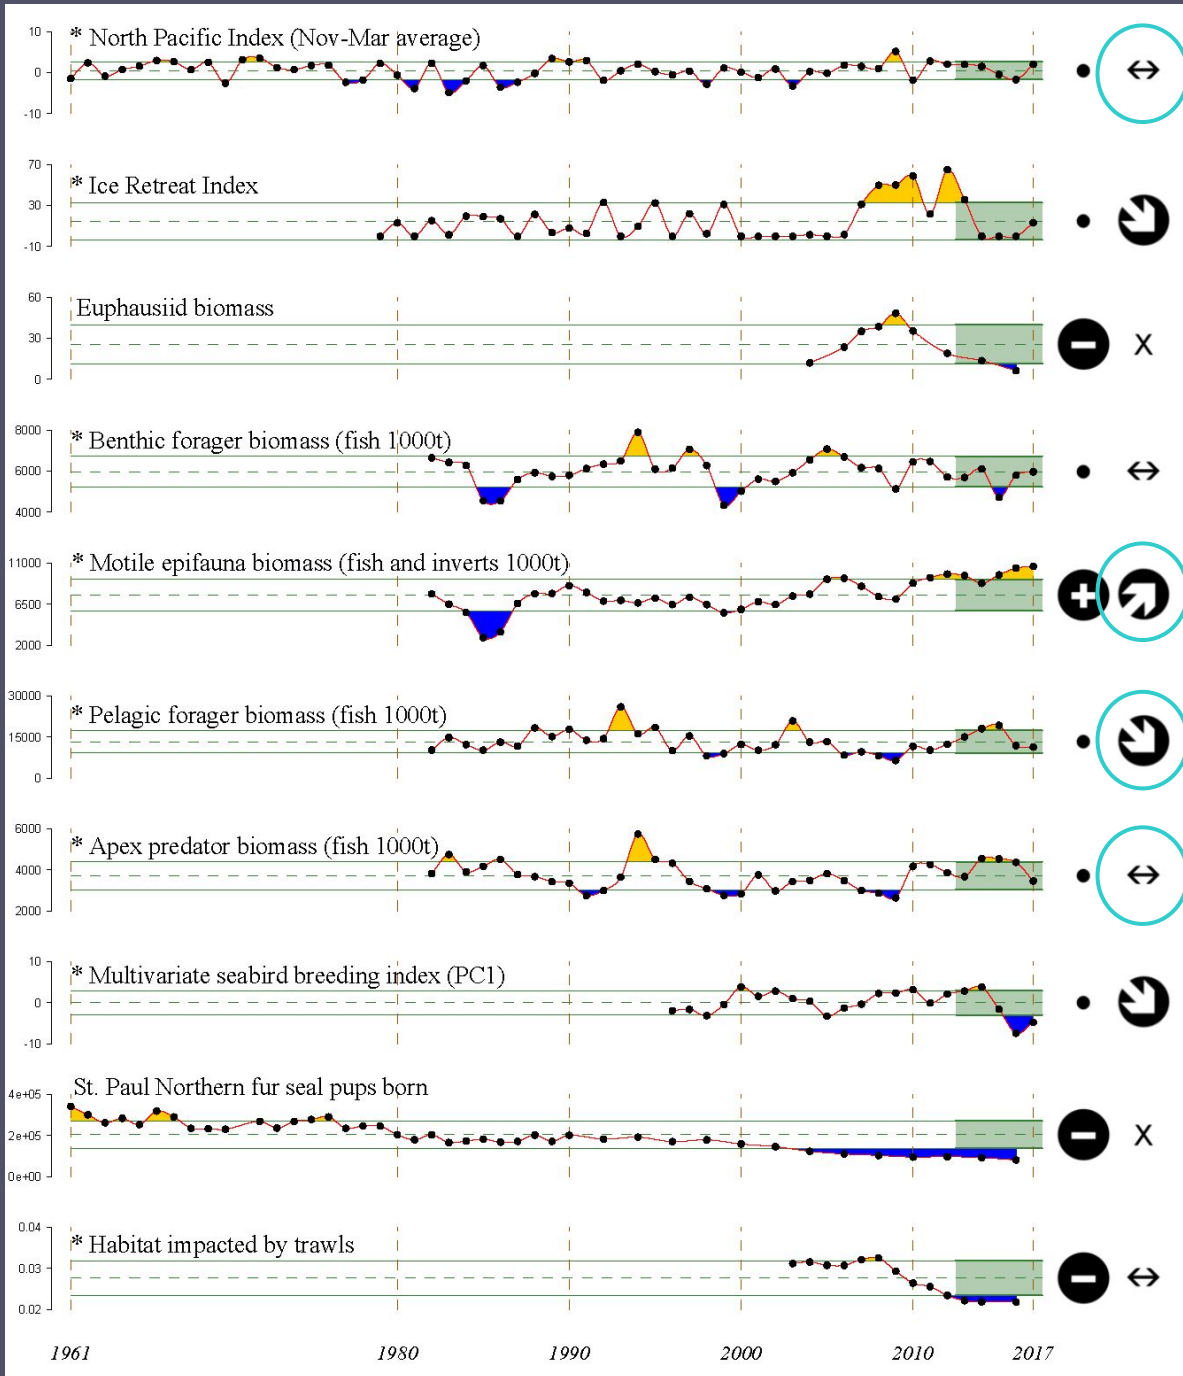 * North Pacific Index (Nov-Mar average)
10
0
-10
* Ice Retreat Index
70
30
-10
Euphausiid biomass
60
30
0
X
* Benthic forager biomass (fish 1000t)
8000
6000
4000
* Motile epifauna biomass (fish and inverts 1000t)
11000
6500
2000
* Pelagic forager biomass (fish 1000t)
30000
15000
0
* Apex predator biomass (fish 1000t)
6000
4000
2000
* Multivariate seabird breeding index (PC1)
10
0
-10
St. Paul Northern fur seal pups born
4e+05
2e+05
0e+00
X
* Habitat impacted by trawls
0.04
0.03
0.02
1961 1980 1990 2000 2010 2017